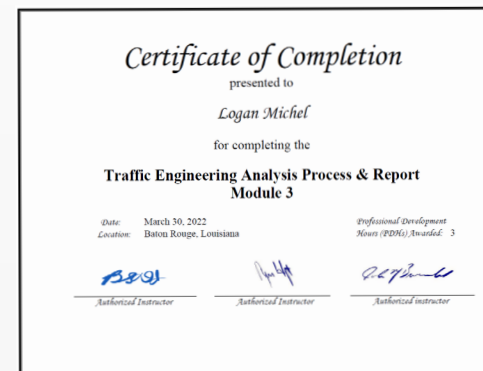 Certificate of Completion
presented to
Logan Michel
for completing the
Traffic Engineering Analysis Process & Report
Module 3
Date: March 30, 2022
Location: Baton Rouge, Louisiana
Professional Development
Hours (PDHs) Awarded: 3
Authorized Instructor
Authorized Instructor
Authorized instructor